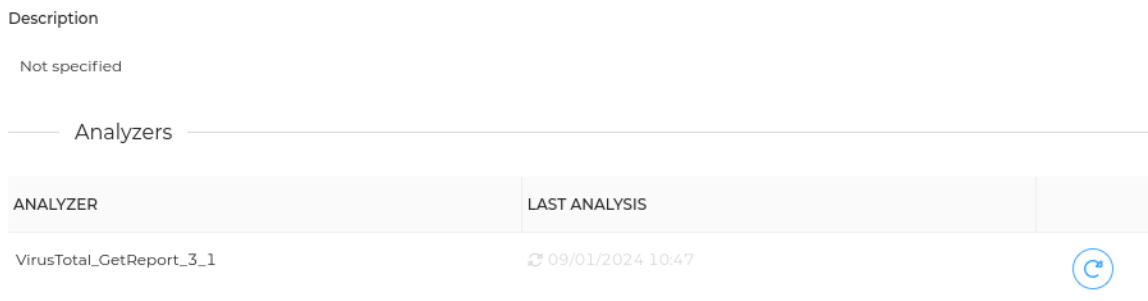 Description
Not specified
Analyzers
ANALYZER LAST ANALYSIS
VirusTotal_GetReport_3_1 09/01/2024 10:47